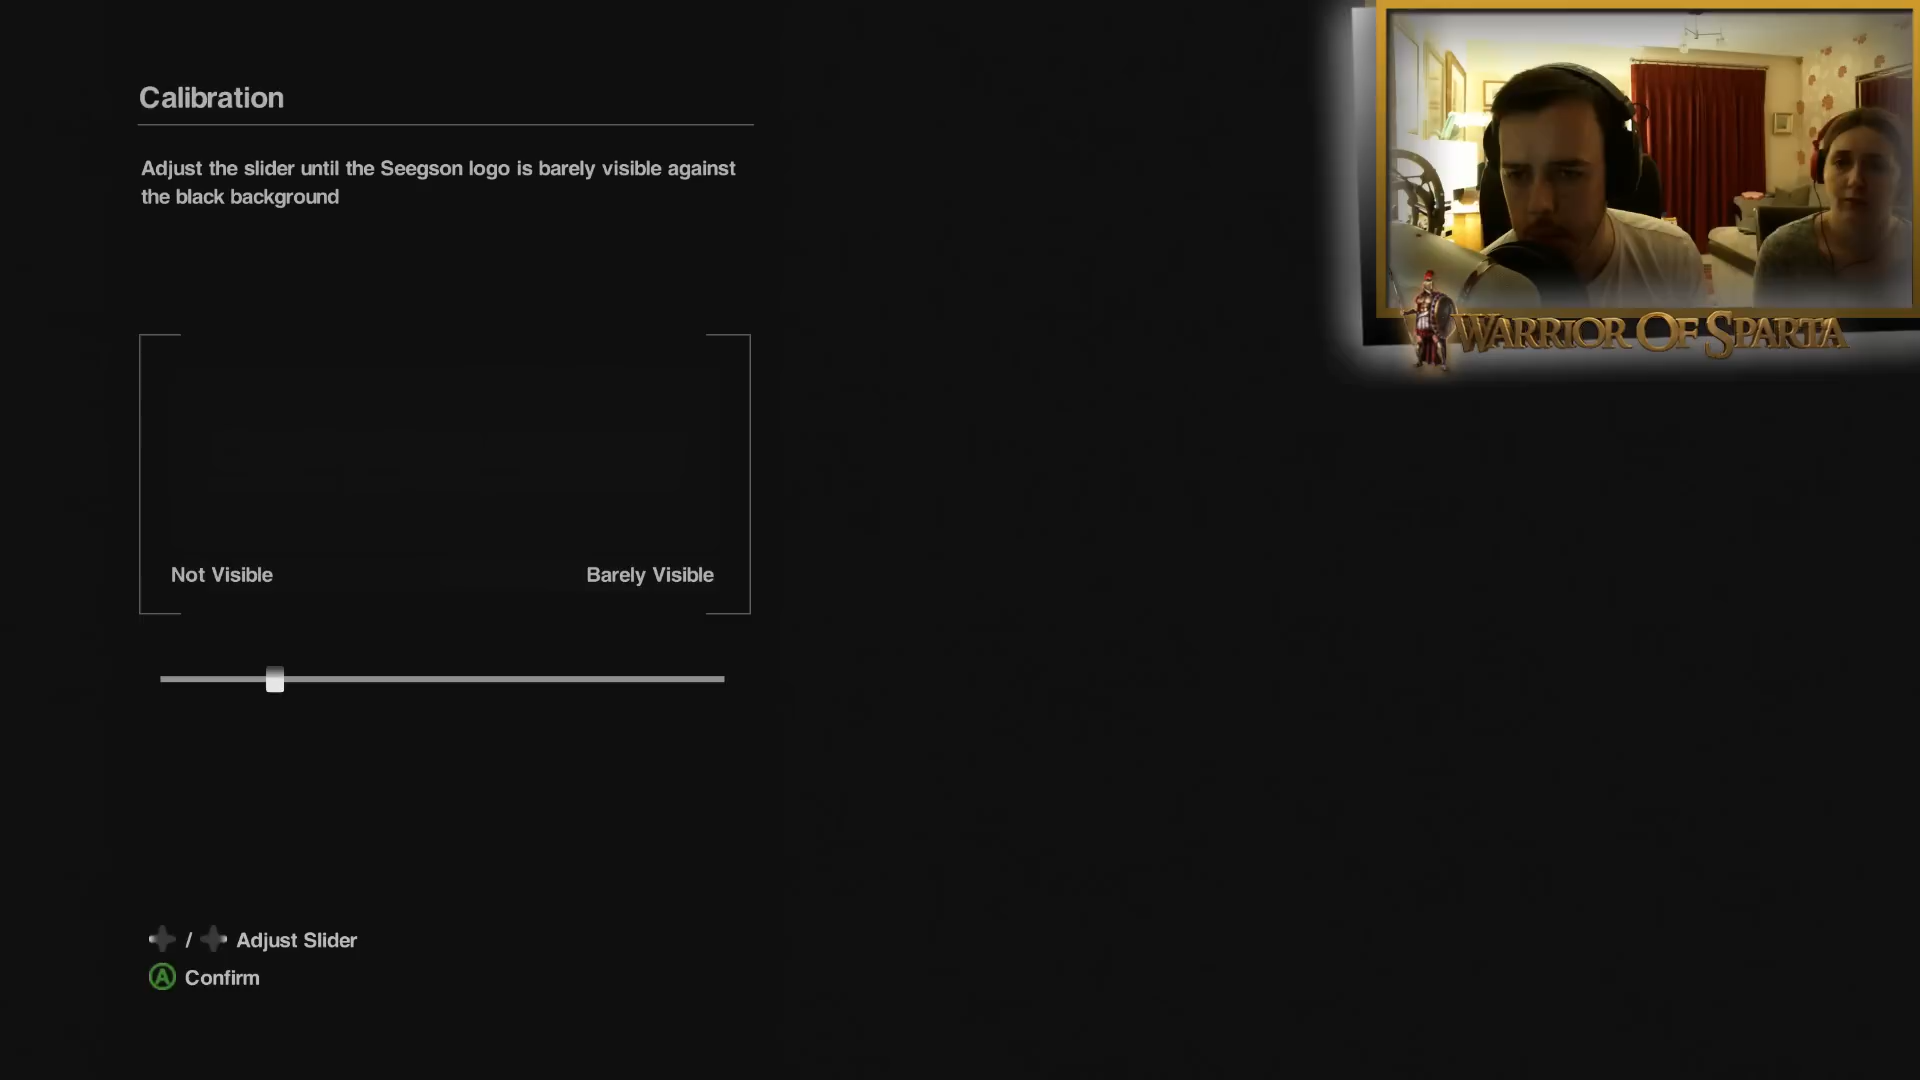 Calibration
Adjust the slider until the Seegson logo is barely visible against
the black background
WARRIOR OF SPARTA
Not Visible
Barely Visible
/ Adjust Slider
A Confirm